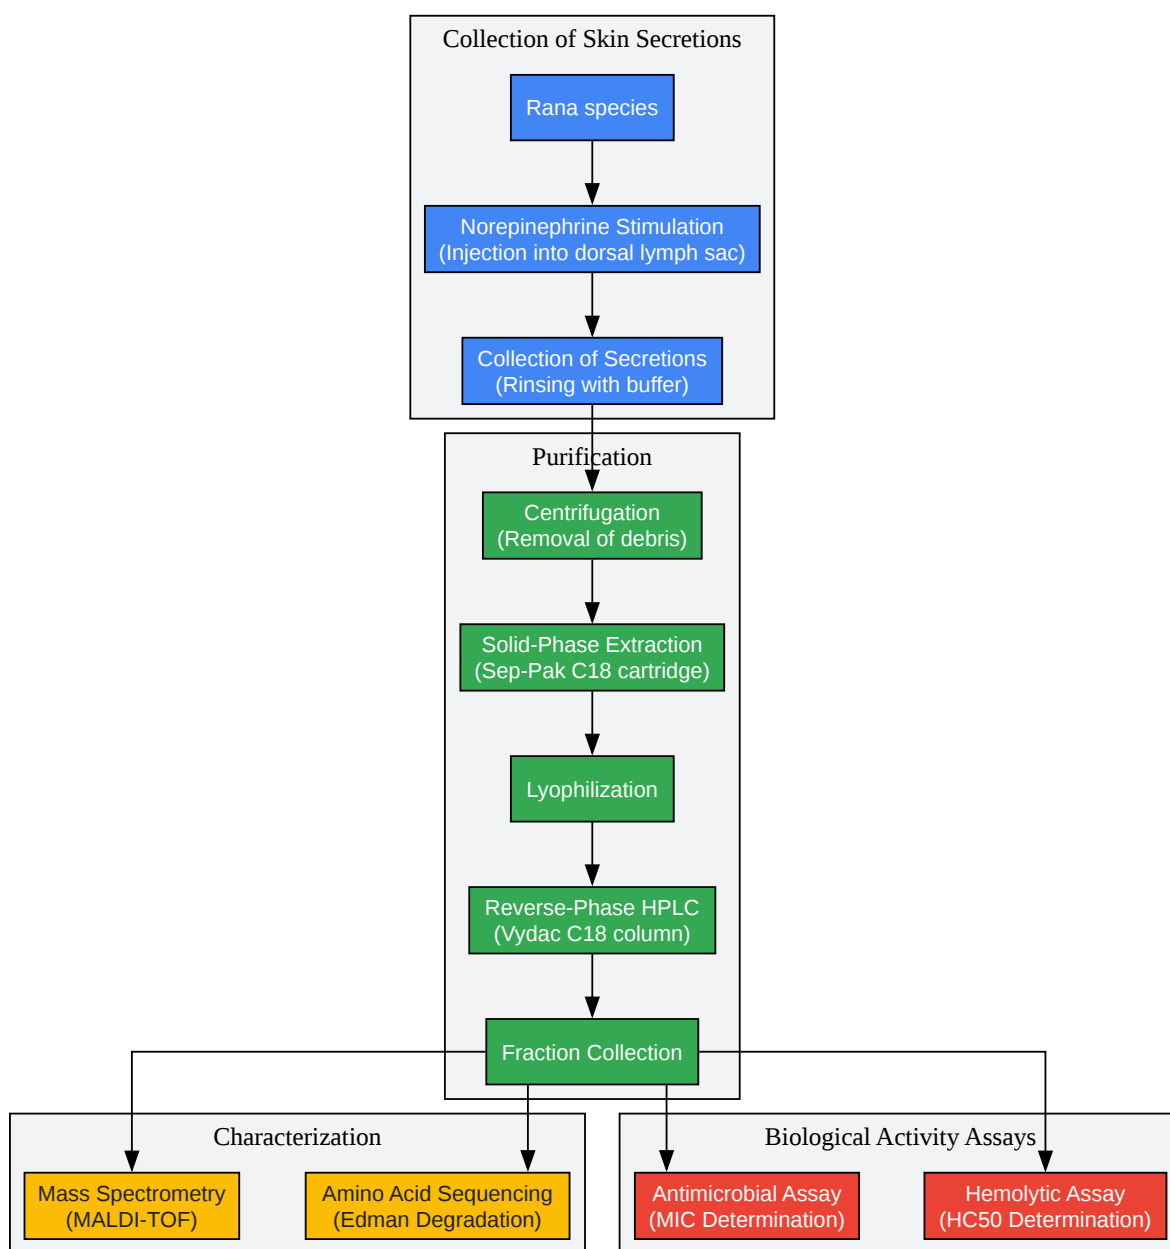 Collection of Skin Secretions
Rana species
Norepinephrine Stimulation
(Injection into dorsal lymph sac)
Collection of Secretions
(Rinsing with buffer)
Purification
Centrifugation
(Removal of debris)
Solid-Phase Extraction
(Sep-Pak C18 cartridge)
Lyophilization
Reverse-Phase HPLC
(Vydac C18 column)
Fraction Collection
Characterization
Mass Spectrometry
(MALDI-TOF)
Amino Acid Sequencing
(Edman Degradation)
Biological Activity Assays
Antimicrobial Assay
(MIC Determination)
Hemolytic Assay
(HC50 Determination)